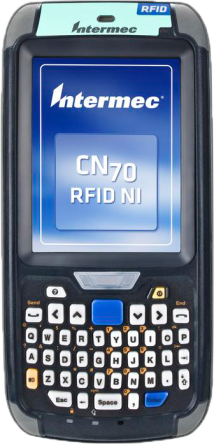 RFID
Intermec
Intermec®
CN70
RFID NI
Send
End
Q W E R T Y U I O P
A S D F G H J K L
Z X C V B N M
Esc
Space